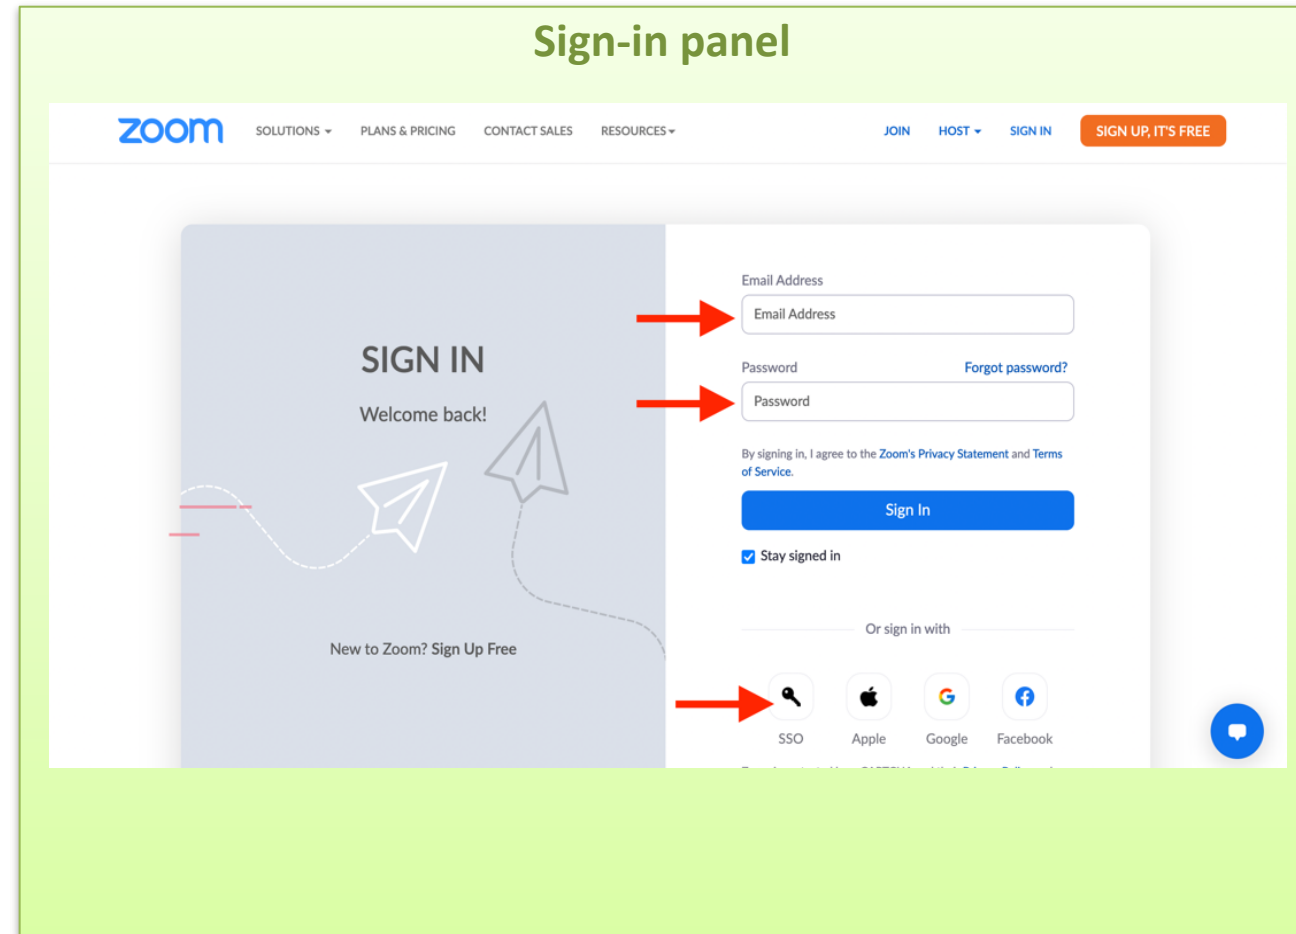 Sign-in panel
zoom SOLUTIONS PLANS & PRICING CONTACT SALES RESOURCES JOIN HOST SIGN IN SIGN UP, IT'S FREE
SIGN IN
Welcome back!
New to Zoom? Sign Up Free
Email Address
Email Address
Password Forgot password?
Password
By signing in, I agree to the Zoom's Privacy Statement and Terms
of Service.
Sign In
Stay signed in
Or sign in with
SSO Apple Google Facebook